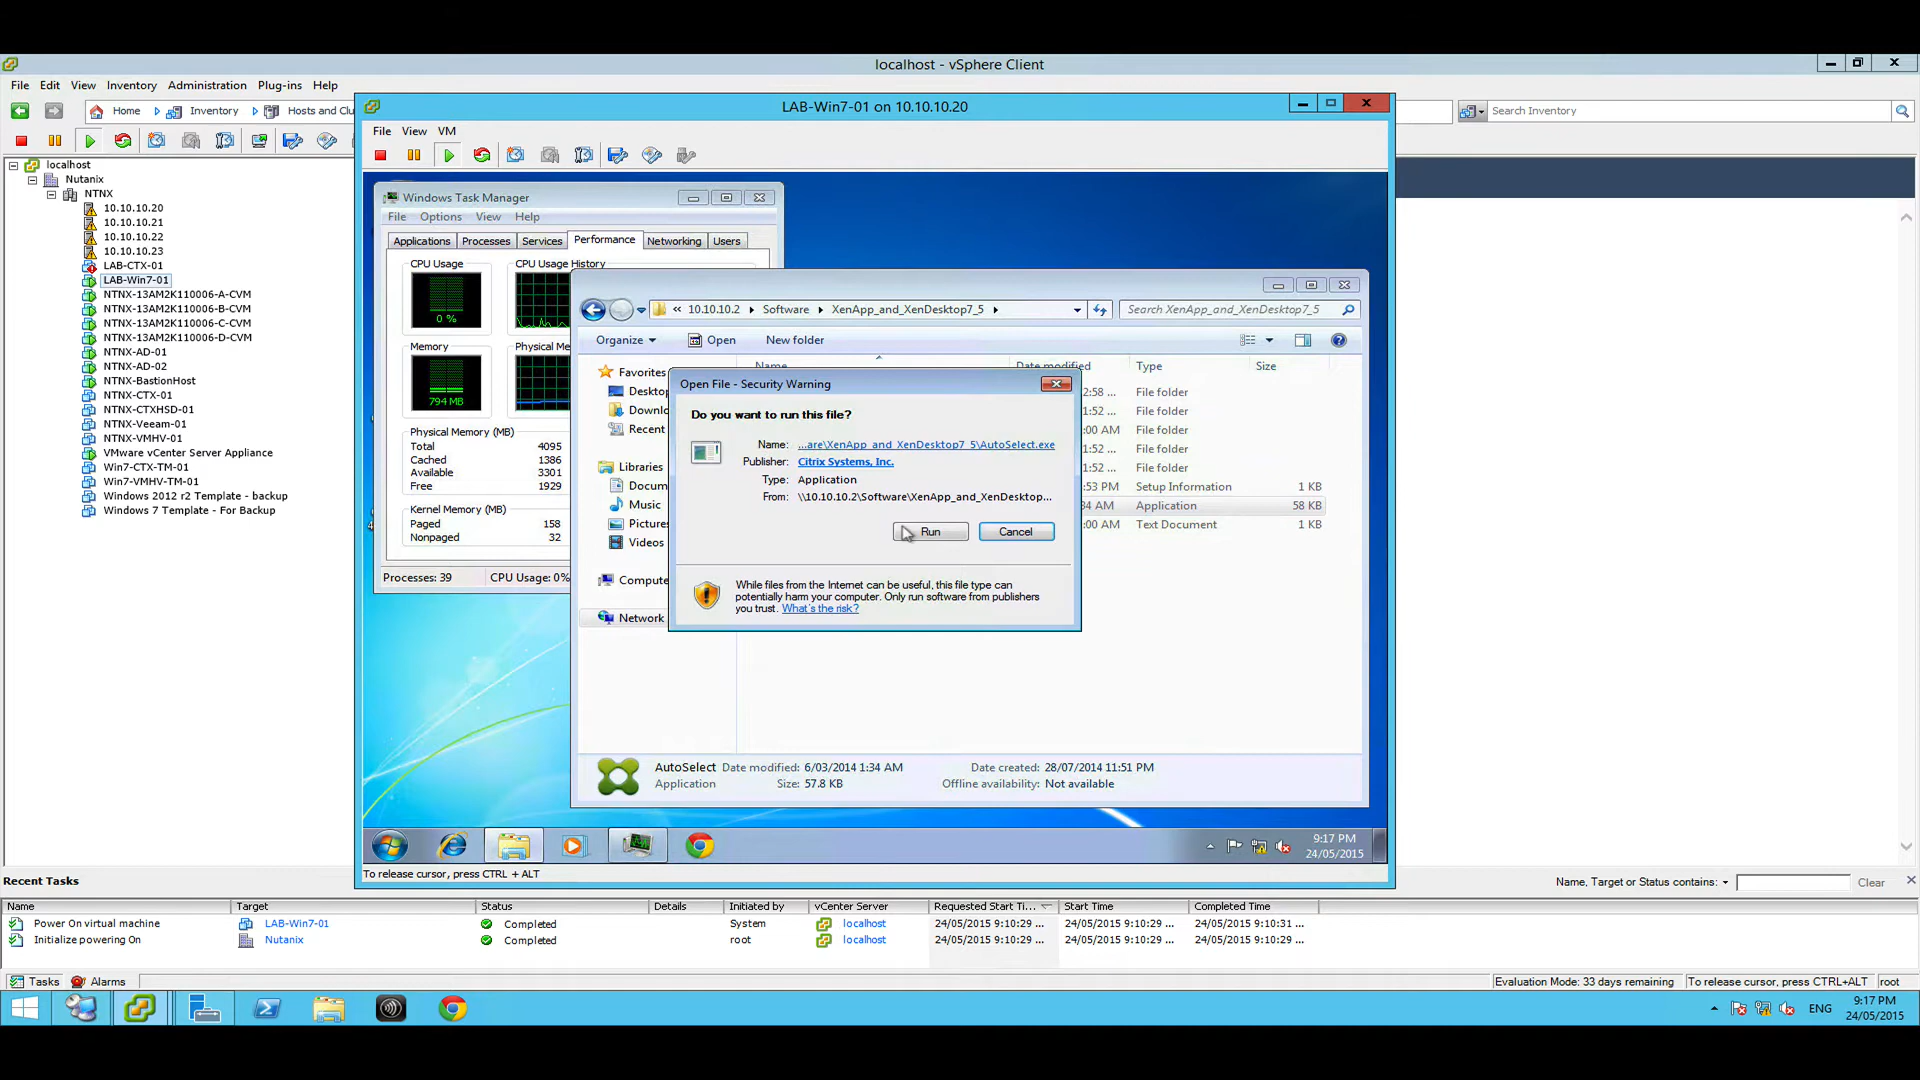 localhost - vSphere Client
File Edit View Inventory Administration Plug-ins Help
Home Inventory Hosts and Clu
Search Inventory
localhost
Nutanix
NTNX
10.10.10.20
10.10.10.21
10.10.10.22
10.10.10.23
LAB-CTX-01
LAB-Win7-01
NTNX-13AM2K110006-A-CVM
NTNX-13AM2K110006-B-CVM
NTNX-13AM2K110006-C-CVM
NTNX-13AM2K110006-D-CVM
NTNX-AD-01
NTNX-AD-02
NTNX-BastionHost
NTNX-CTX-01
NTNX-CTXHSD-01
NTNX-Veeam-01
NTNX-VMHV-01
VMware vCenter Server Appliance
Win7-CTX-TM-01
Win7-VMHV-TM-01
Windows 2012 r2 Template - backup
Windows 7 Template - For Backup
LAB-Win7-01 on 10.10.10.20
File View VM
Windows Task Manager
File Options View Help
Applications Processes Services Performance Networking Users
CPU Usage CPU Usage History
0 %
Memory Physical Me
794 MB
Physical Memory (MB)
Total 4095
Cached 1386
Available 3301
Free 1929
Kernel Memory (MB)
Paged 158
Nonpaged 32
Processes: 39 CPU Usage: 0%
« 10.10.10.2 Software XenApp_and_XenDesktop7_5
Search XenApp_and_XenDesktop7_5
Organize Open New folder
Name Date modified Type Size
Favorites
Deskto
Downlo
Recent
Libraries
Docum
Music
Pictures
Videos
Compute
Network
2:58 ... File folder
1:52 ... File folder
:00 AM File folder
1:52 ... File folder
1:52 ... File folder
:53 PM Setup Information 1 KB
34 AM Application 58 KB
:00 AM Text Document 1 KB
Open File - Security Warning
Do you want to run this file?
Name: ...are\XenApp_and_XenDesktop7_5\AutoSelect.exe
Publisher: Citrix Systems, Inc.
Type: Application
From: \\10.10.10.2\Software\XenApp_and_XenDesktop...
Run Cancel
While files from the Internet can be useful, this file type can
potentially harm your computer. Only run software from publishers
you trust. What's the risk?
AutoSelect Date modified: 6/03/2014 1:34 AM Date created: 28/07/2014 11:51 PM
Application Size: 57.8 KB Offline availability: Not available
9:17 PM
24/05/2015
To release cursor, press CTRL + ALT
Recent Tasks
Name, Target or Status contains: Clear
Name Target Status Details Initiated by vCenter Server Requested Start Ti... Start Time Completed Time
Power On virtual machine LAB-Win7-01 Completed System localhost 24/05/2015 9:10:29 ... 24/05/2015 9:10:29 ... 24/05/2015 9:10:31 ...
Initialize powering On Nutanix Completed root localhost 24/05/2015 9:10:29 ... 24/05/2015 9:10:29 ... 24/05/2015 9:10:29 ...
Tasks Alarms
Evaluation Mode: 33 days remaining To release cursor, press CTRL+ALT root
ENG
9:17 PM
24/05/2015